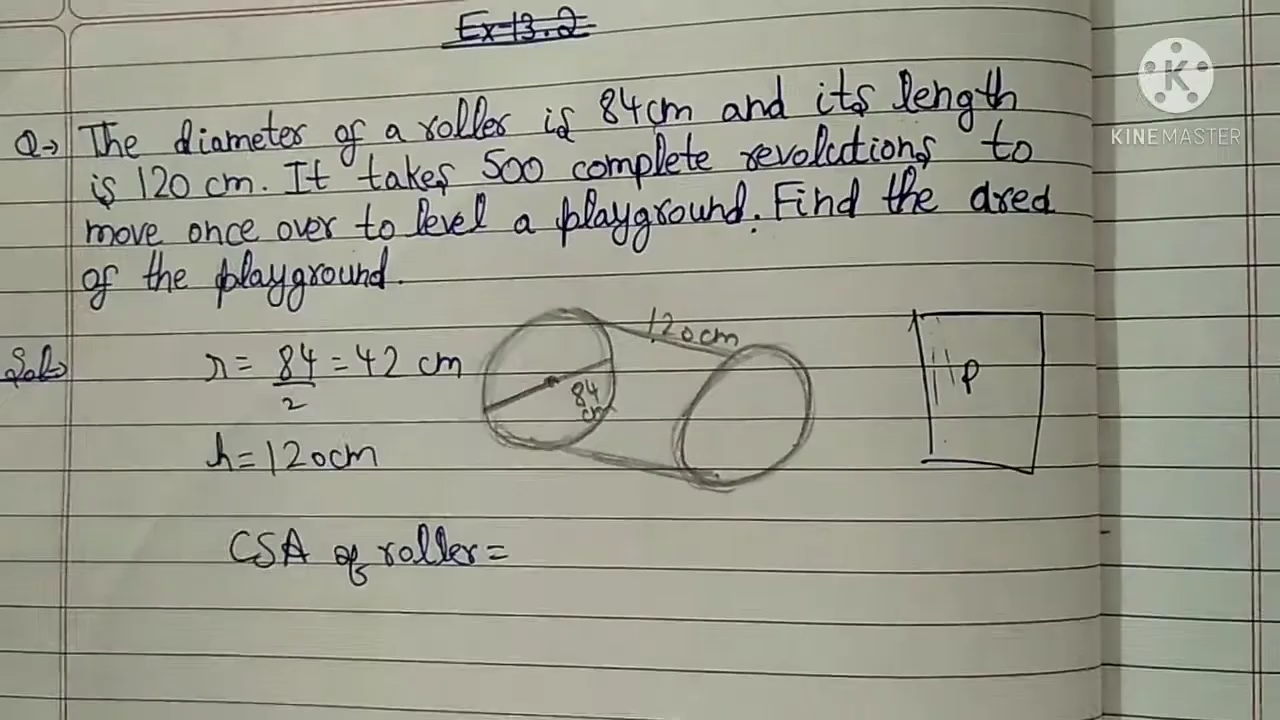 Ex-13.2
Q→ The diameter of a roller is 84cm and its length
is 120 cm. It takes 500 complete revolutions to
move once over to level a playground. Find the area
of the playground.
Sol→ r = 84/2 = 42 cm
120cm
84 cm
P
h=120cm
CSA of roller=
KINEMASTER